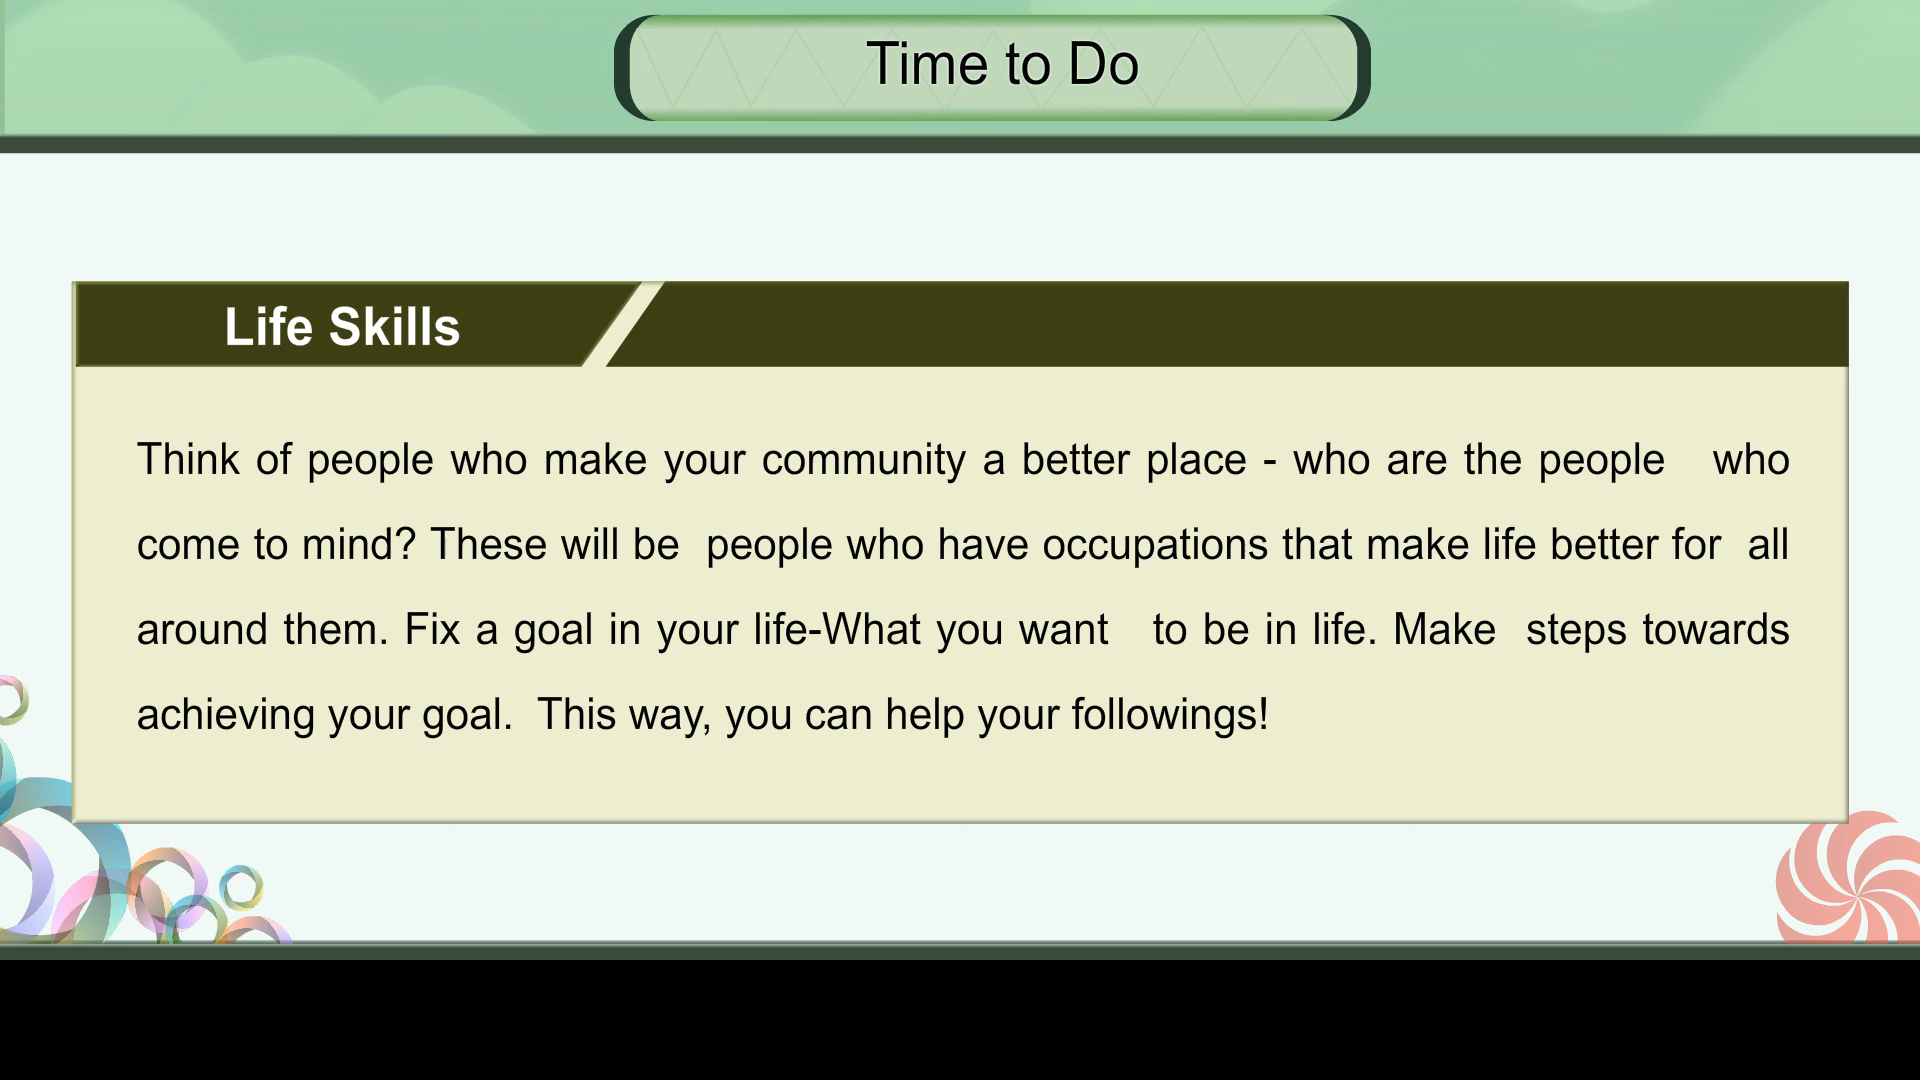 Time to Do
Life Skills
Think of people who make your community a better place - who are the people who
come to mind? These will be people who have occupations that make life better for all
around them. Fix a goal in your life-What you want to be in life. Make steps towards
achieving your goal. This way, you can help your followings!